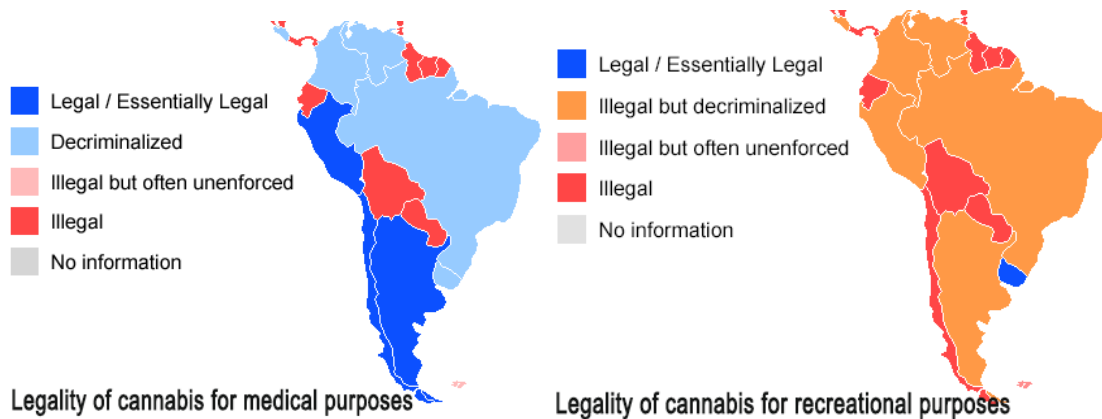 Legal / Essentially Legal
Decriminalized
Illegal but often unenforced
Illegal
No information
Legality of cannabis for medical purposes
Legal / Essentially Legal
Illegal but decriminalized
Illegal but often unenforced
Illegal
No information
Legality of cannabis for recreational purposes